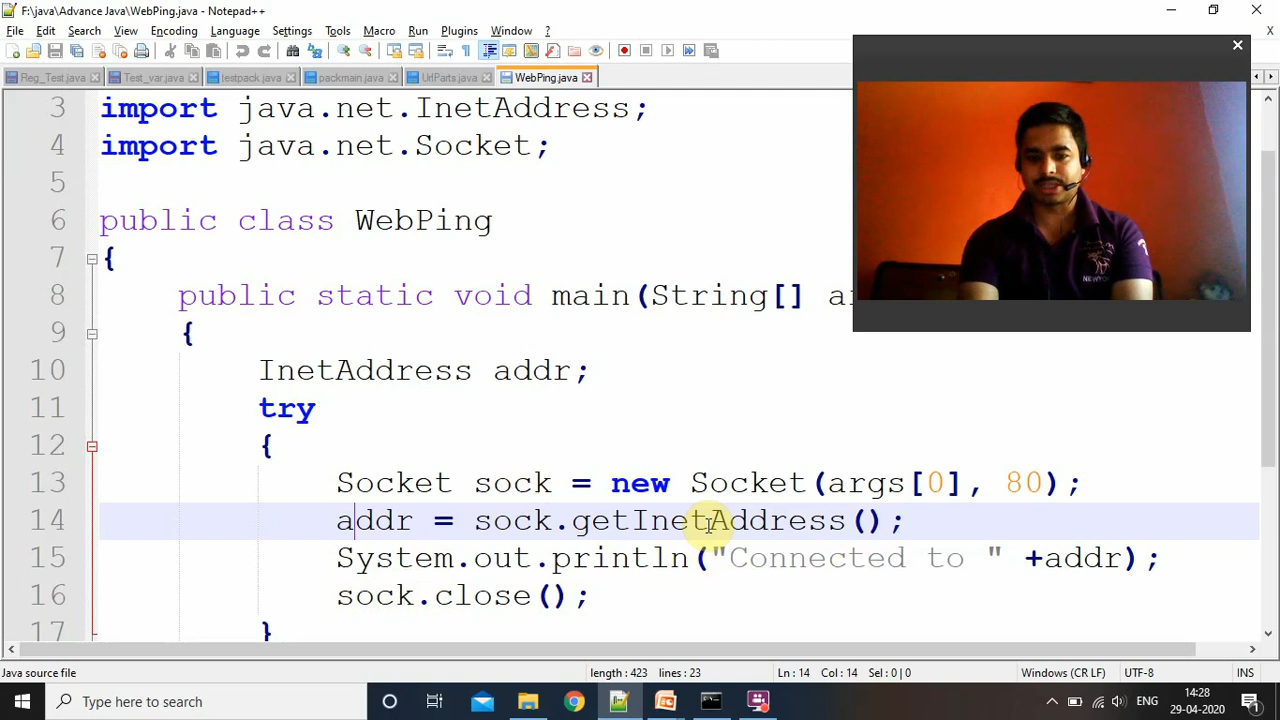 F:\java\Advance Java\WebPing.java - Notepad++
File Edit Search View Encoding Language Settings Tools Macro Run Plugins Window ? X
Reg_Test.java Test_var.java testpack.java packmain.java UrlParts.java WebPing.java
3 import java.net.InetAddress;
4 import java.net.Socket;
5
6 public class WebPing
7 {
8 public static void main(String[] ar
9 {
10 InetAddress addr;
11 try
12 {
13 Socket sock = new Socket(args[0], 80);
14 addr = sock.getInetAddress();
15 System.out.println("Connected to " +addr);
16 sock.close();
17 }
Java source file length : 423 lines : 23 Ln : 14 Col : 14 Sel : 0 | 0 Windows (CR LF) UTF-8 INS
Type here to search
ENG
14:28
29-04-2020